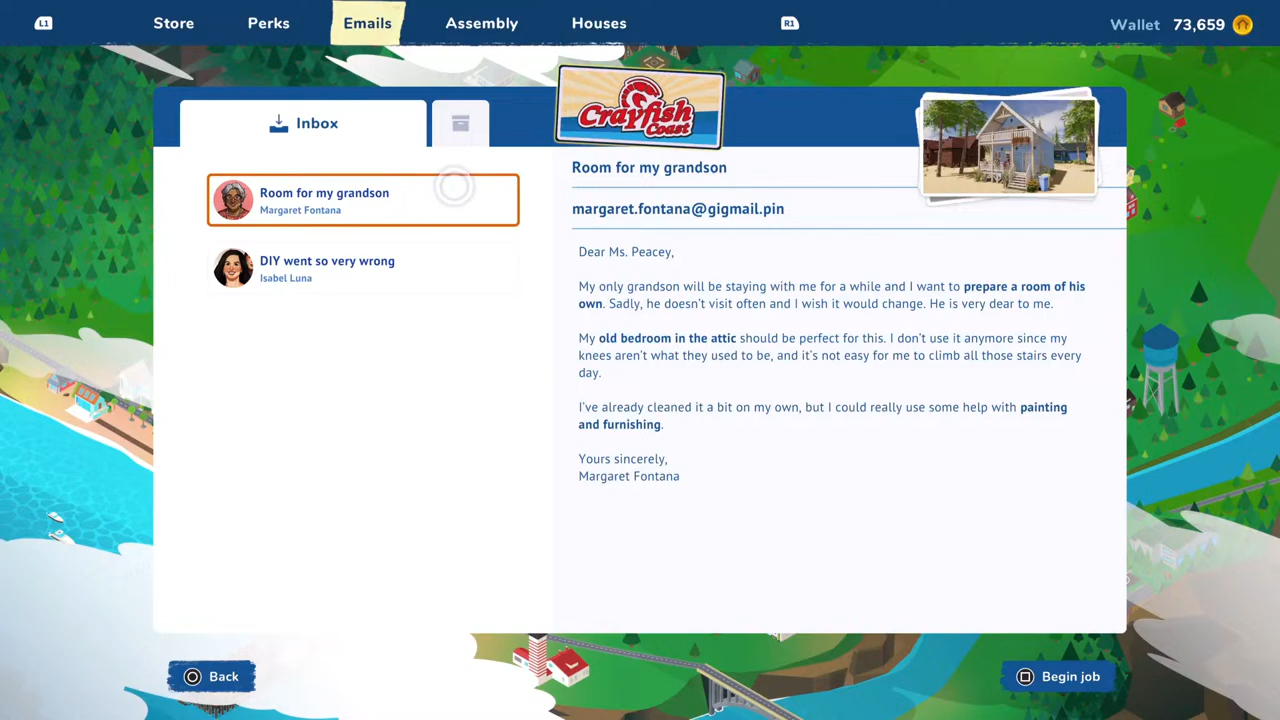 L1
Store
Perks
Emails
Assembly
Houses
R1
Wallet 73,659
Inbox
Crayfish
Coast
Room for my grandson
Margaret Fontana
DIY went so very wrong
Isabel Luna
Room for my grandson
margaret.fontana@gigmail.pin
Dear Ms. Peacey,
My only grandson will be staying with me for a while and I want to prepare a room of his
own. Sadly, he doesn't visit often and I wish it would change. He is very dear to me.
My old bedroom in the attic should be perfect for this. I don't use it anymore since my
knees aren't what they used to be, and it's not easy for me to climb all those stairs every
day.
I've already cleaned it a bit on my own, but I could really use some help with painting
and furnishing.
Yours sincerely,
Margaret Fontana
Back
Begin job